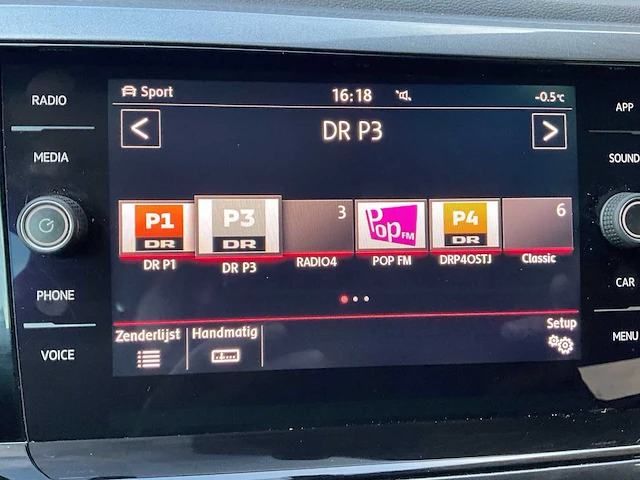 RADIO
MEDIA
PHONE
VOICE
Sport
16:18
-0.5°C
DR P3
P1
DR
DR P1
P3
DR
DR P3
3
RADIO4
Pop FM
POP FM
P4
DR
DRP4OSTJ
6
Classic
Zenderlijst
Handmatig
Setup
APP
SOUND
CAR
MENU